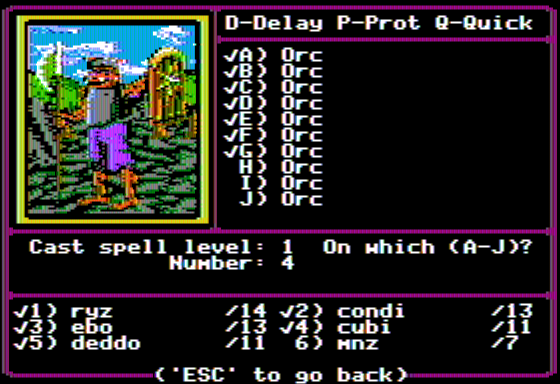 D-Delay P-Prot Q-Quick
√A) Orc
√B) Orc
√C) Orc
√D) Orc
√E) Orc
√F) Orc
√G) Orc
H) Orc
I) Orc
J) Orc
Cast spell level: 1 On which (A-J)?
Number: 4
√1) ryz /14 √2) condi /13
√3) ebo /13 √4) cubi /11
√5) deddo /11 6) mnz /7
('ESC' to go back)